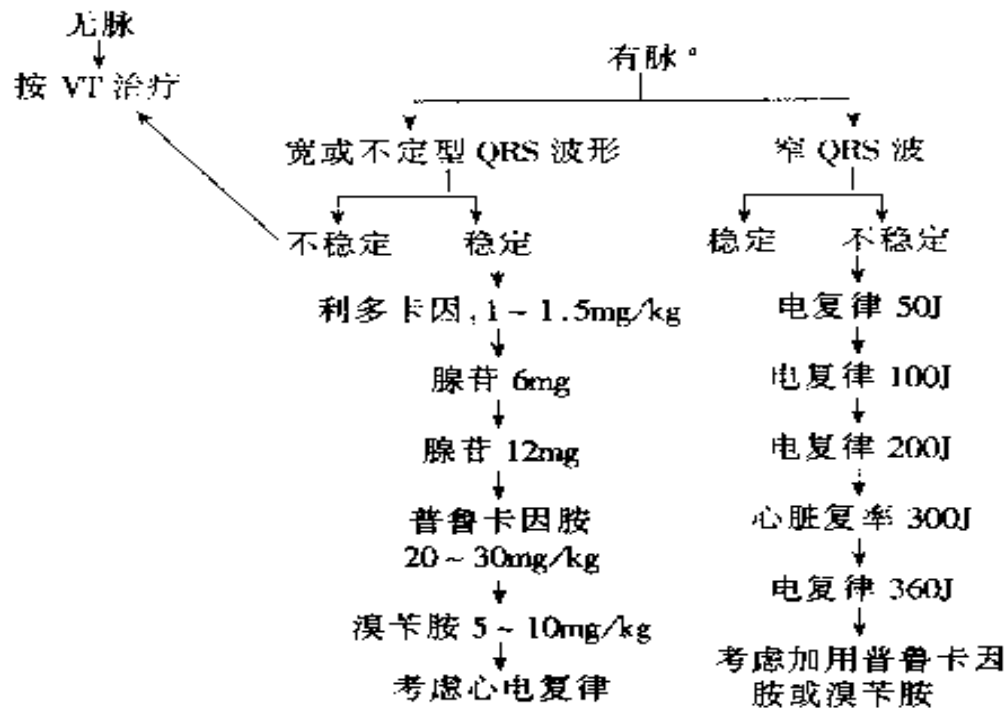 无脉
按 VT 治疗
有脉°
宽或不定型 QRS 波形
窄 QRS 波
不稳定
稳定
稳定
不稳定
利多卡因,1~1.5mg/kg
腺苷 6mg
腺苷 12mg
普鲁卡因胺
20~30mg/kg
溴苄胺 5~10mg/kg
考虑心电复律
电复律 50J
电复律 100J
电复律 200J
心脏复率 300J
电复律 360J
考虑加用普鲁卡因
胺或溴苄胺